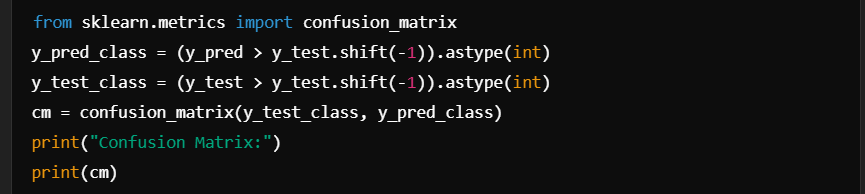 from sklearn.metrics import confusion_matrix
y_pred_class = (y_pred > y_test.shift(-1)).astype(int)
y_test_class = (y_test > y_test.shift(-1)).astype(int)
cm = confusion_matrix(y_test_class, y_pred_class)
print("Confusion Matrix:")
print(cm)